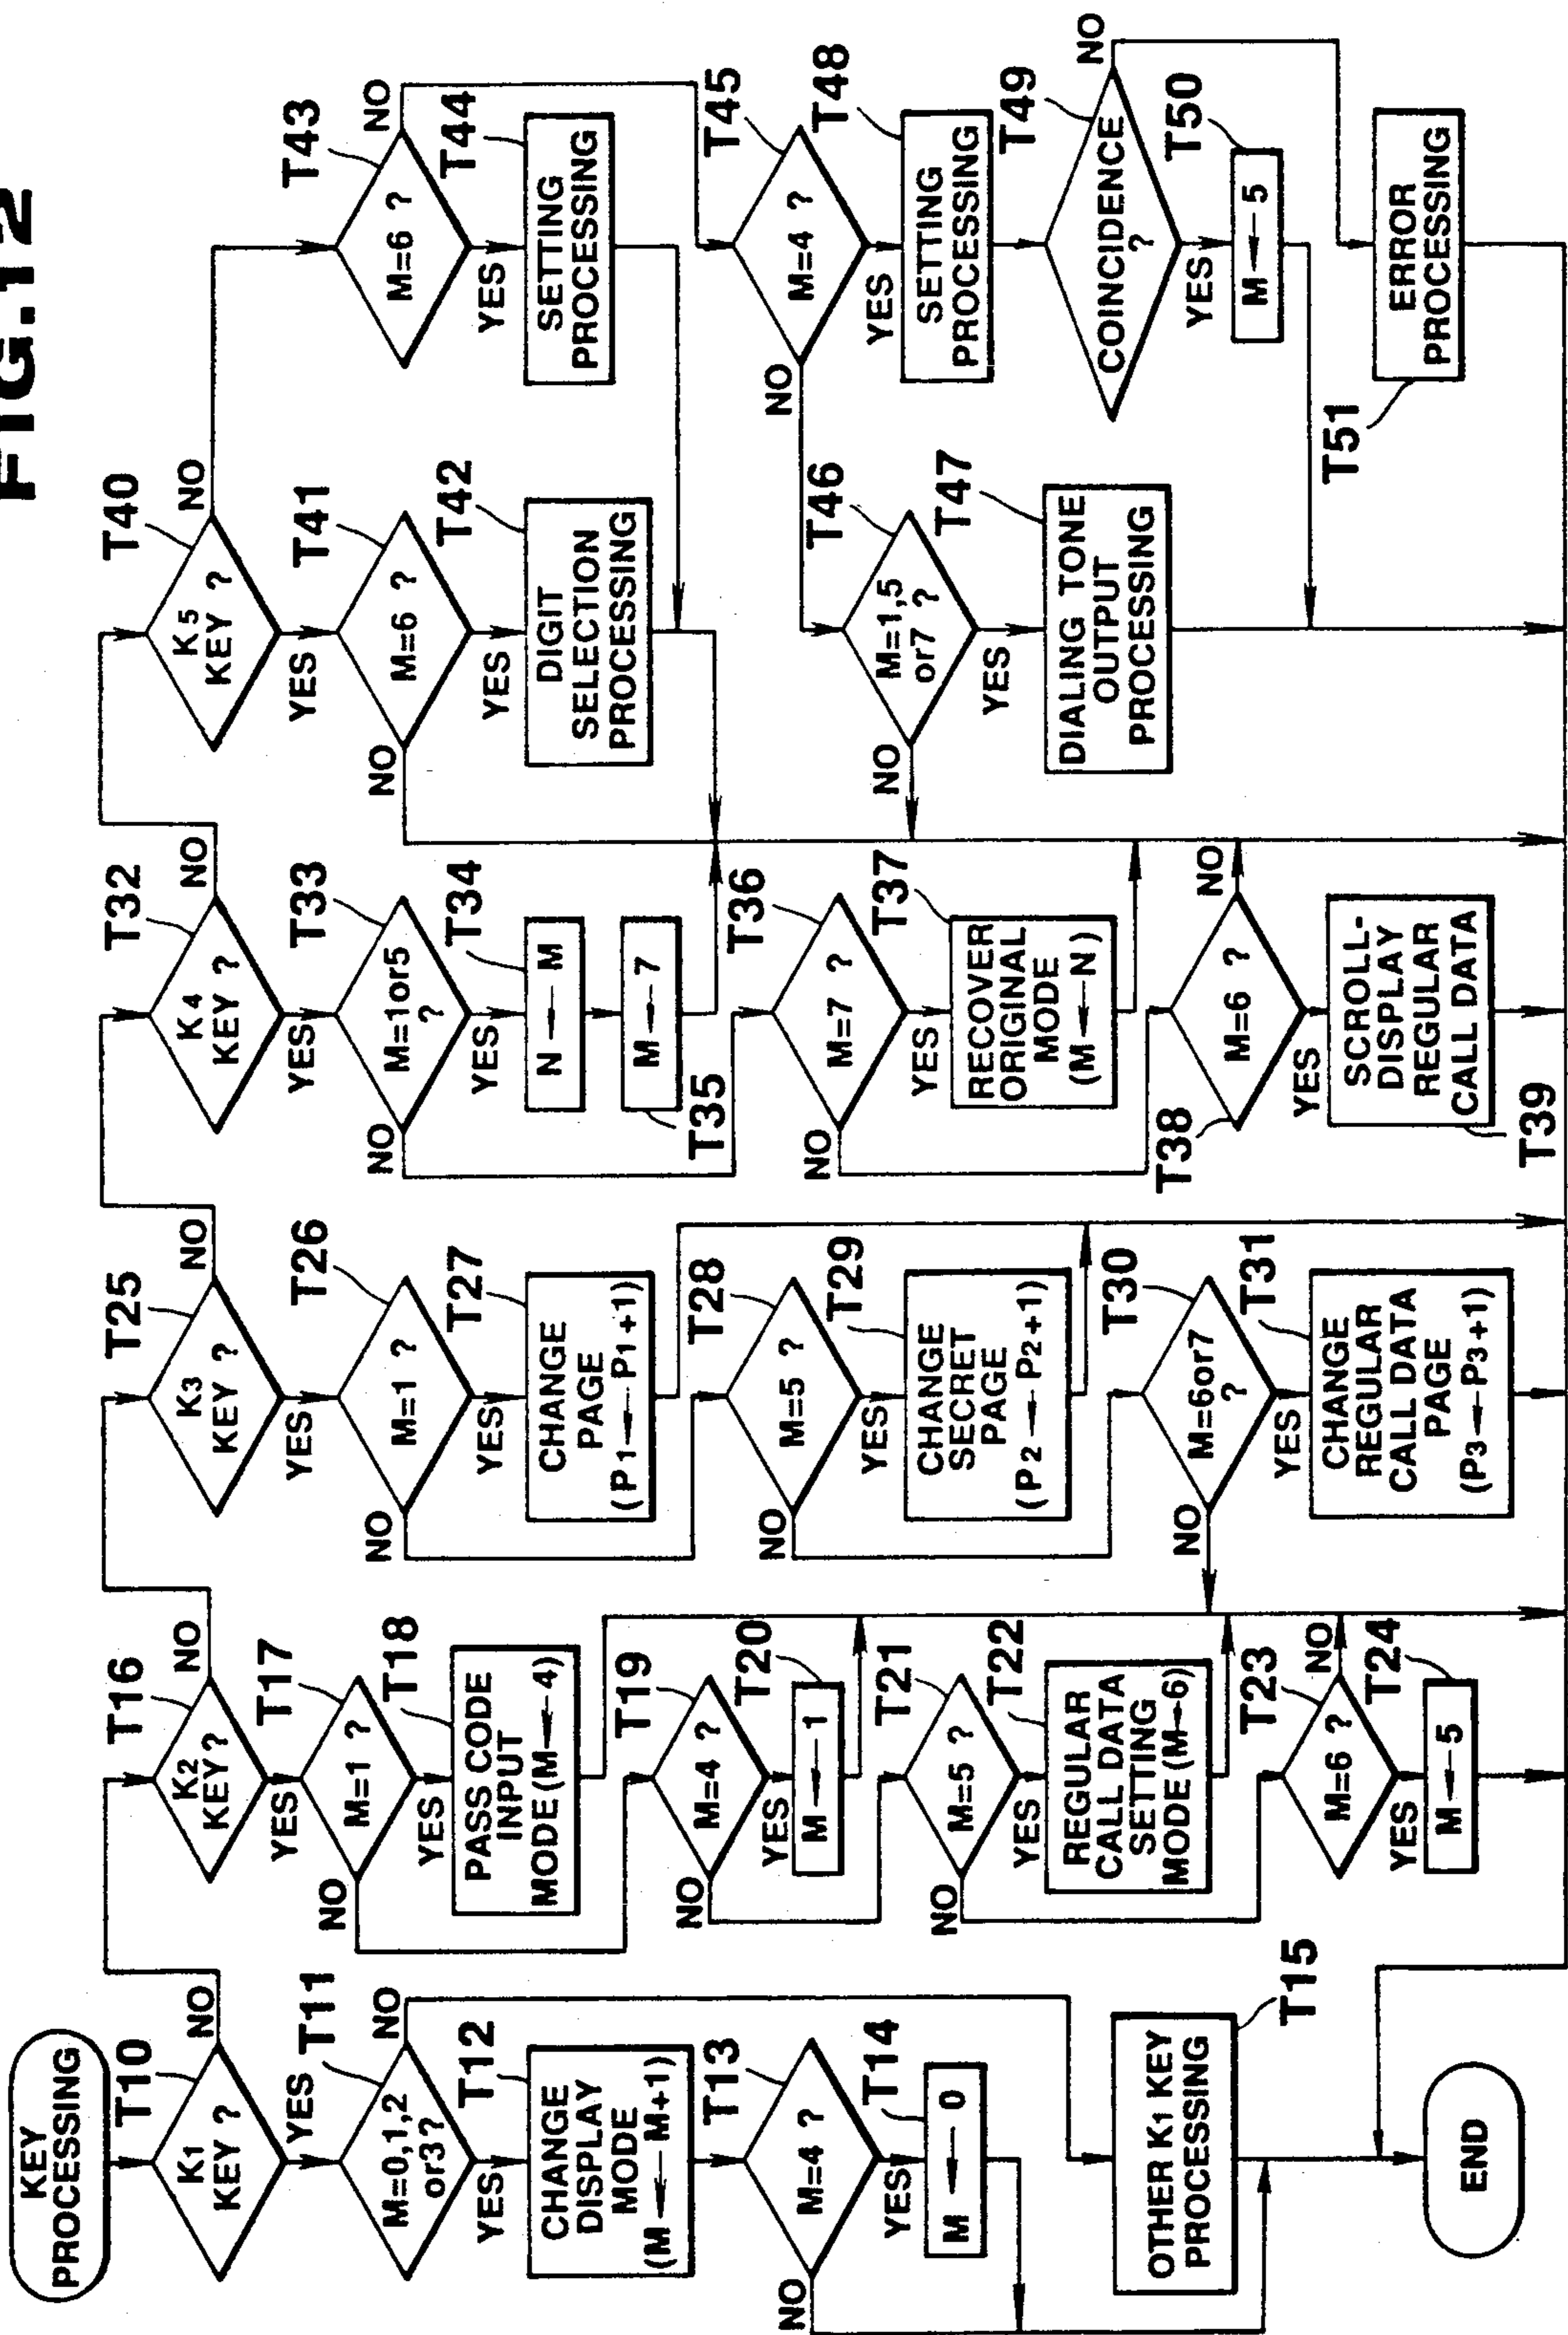 FIG.12
KEY
PROCESSING
T10
K1
KEY ?
NO
YES
T11
M=0,1,2
or3?
NO
YES
T12
CHANGE
DISPLAY
MODE
(M←M+1)
T13
M=4 ?
NO
YES
T14
M←0
T15
OTHER K1 KEY
PROCESSING
END
T16
K2
KEY?
NO
YES
T17
M=1 ?
NO
YES
T18
PASS CODE
INPUT
MODE(M←4)
T19
M=4 ?
NO
YES
T20
M←1
T21
M=5 ?
NO
YES
T22
REGULAR
CALL DATA
SETTING
MODE(M←6)
T23
M=6 ?
NO
YES
T24
M←5
T25
K3
KEY ?
NO
YES
T26
M=1 ?
NO
YES
T27
CHANGE
PAGE
(P1←P1+1)
T28
M=5 ?
NO
YES
T29
CHANGE
SECRET
PAGE
(P2←P2+1)
T30
M=6or7
?
NO
YES
T31
CHANGE
REGULAR
CALL DATA
PAGE
(P3←P3+1)
T32
K4
KEY ?
NO
YES
T33
M=1or5
?
NO
YES
T34
N←M
M←7
T35
T36
M=7 ?
NO
YES
T37
RECOVER
ORIGINAL
MODE
(M←N)
T38
M=6 ?
NO
YES
SCROLL-
DISPLAY
REGULAR
CALL DATA
T39
T40
K5
KEY ?
NO
YES
T41
M=6 ?
NO
YES
T42
DIGIT
SELECTION
PROCESSING
T43
M=6 ?
NO
YES
T44
SETTING
PROCESSING
T45
M=4 ?
NO
YES
T46
M=1,5
or7 ?
NO
YES
T47
DIALING TONE
OUTPUT
PROCESSING
T48
SETTING
PROCESSING
T49
COINCIDENCE
?
NO
YES
T50
M←5
T51
ERROR
PROCESSING